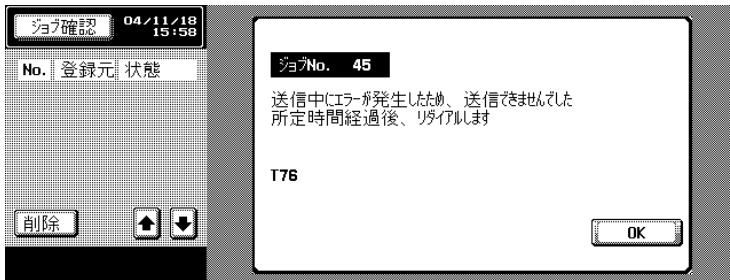 ジョブ確認
04/11/18
15:58
No. 登録元 状態
削除
ジョブNo. 45
送信中にエラーが発生したため、送信できませんでした
所定時間経過後、リダイアルします
T76
OK